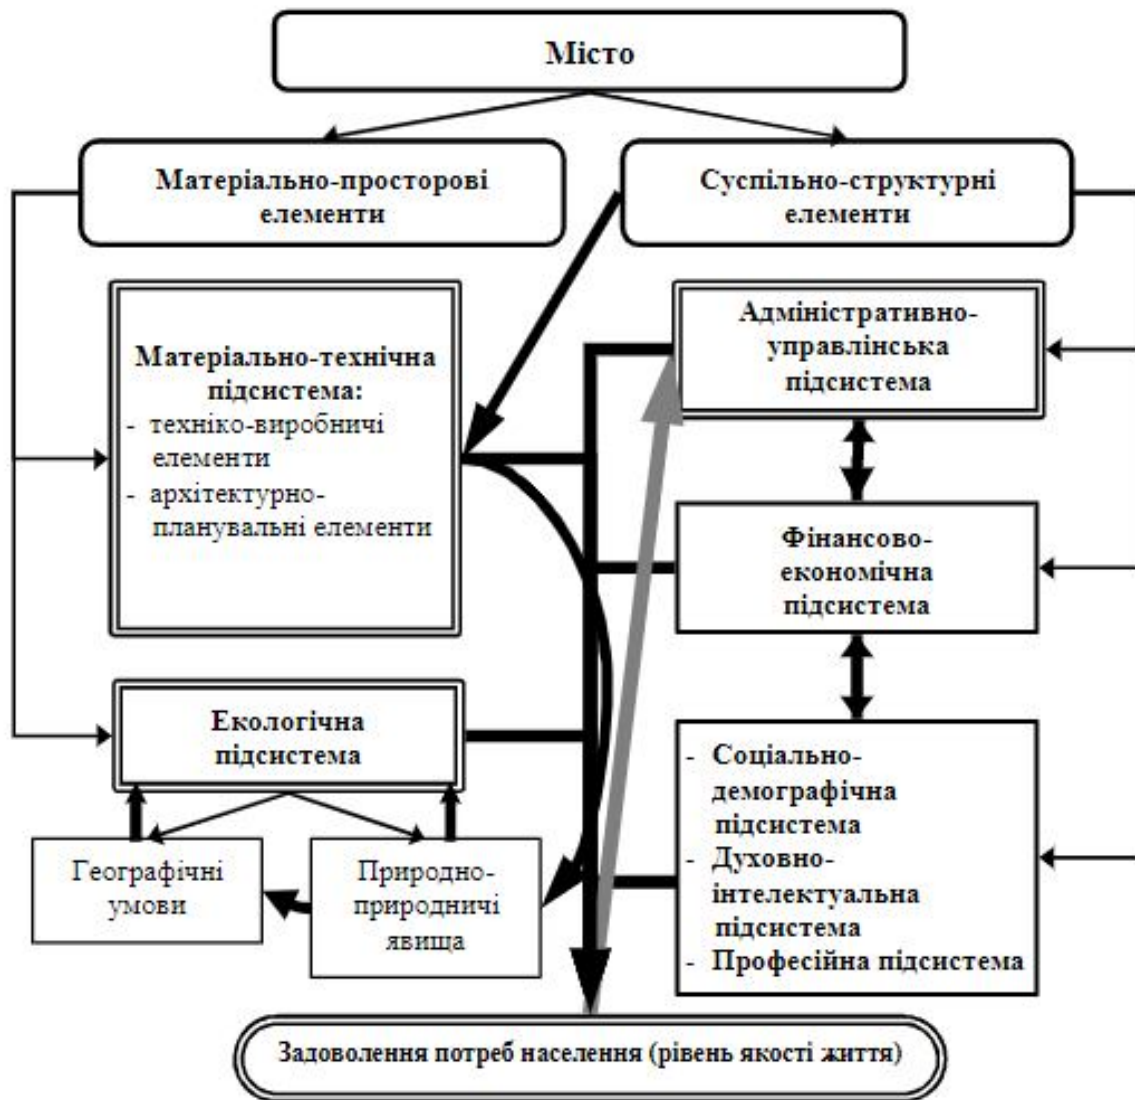 Місто
Матеріально-просторові
елементи
Суспільно-структурні
елементи
Матеріально-технічна
підсистема:
- техніко-виробничі
елементи
- архітектурно-
планувальні елементи
Адміністративно-
управлінська
підсистема
Фінансово-
економічна
підсистема
Екологічна
підсистема
Географічні
умови
Природно-
природничі
явища
- Соціально-
демографічна
підсистема
- Духовно-
інтелектуальна
підсистема
- Професійна підсистема
Задоволення потреб населення (рівень якості життя)